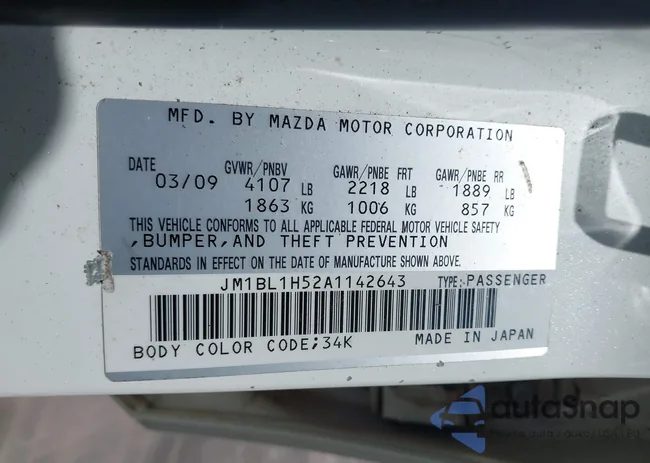 MFD. BY MAZDA MOTOR CORPORATION
DATE GVWR/PNBV GAWR/PNBE FRT GAWR/PNBE RR
03/09 4107 LB 2218 LB 1889 LB
1863 KG 1006 KG 857 KG
THIS VEHICLE CONFORMS TO ALL APPLICABLE FEDERAL MOTOR VEHICLE SAFETY
,BUMPER,AND THEFT PREVENTION
STANDARDS IN EFFECT ON THE DATE OF MANUFACTURE SHOWN ABOVE.
JM1BL1H52A1142643 TYPE:PASSENGER
BODY COLOR CODE;34K MADE IN JAPAN
autoSnap